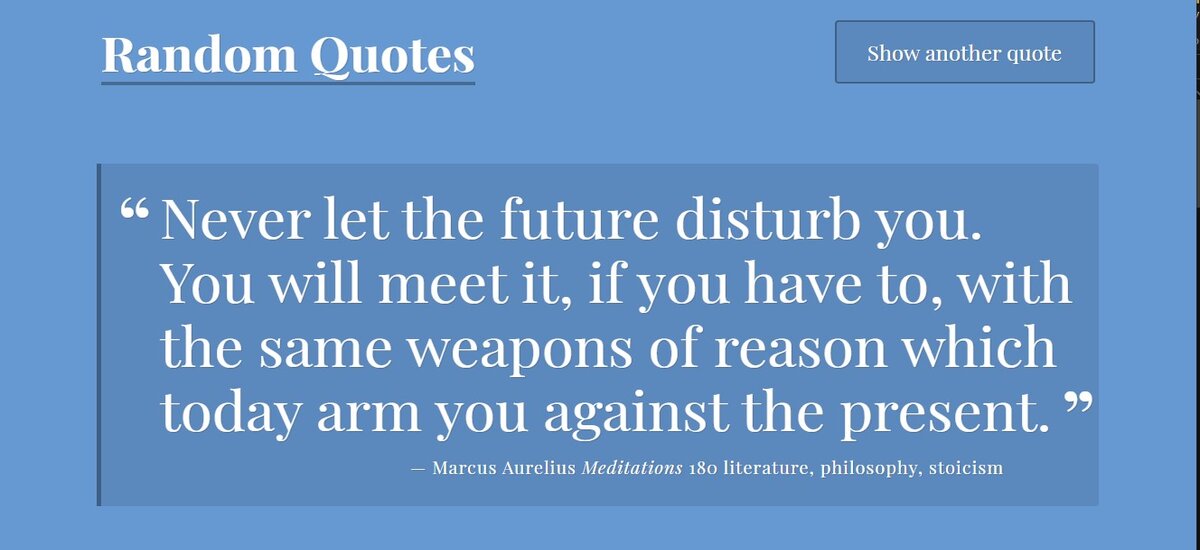 Random Quotes
Show another quote
“ Never let the future disturb you.
You will meet it, if you have to, with
the same weapons of reason which
today arm you against the present. ”
— Marcus Aurelius Meditations 180 literature, philosophy, stoicism